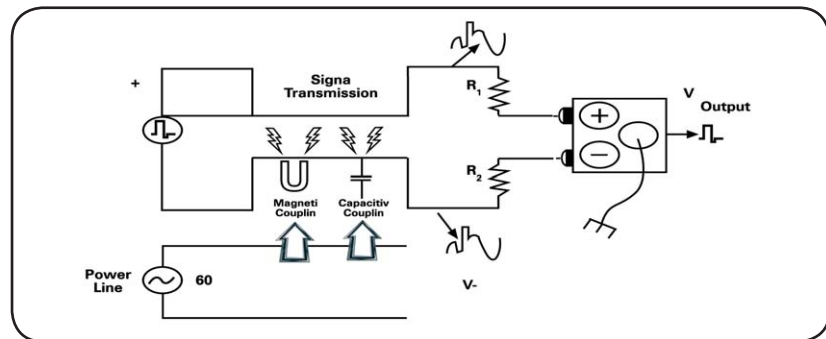 +
Signa
Transmission
R1
V
Output
+
−
R2
Magneti
Couplin
Capacitiv
Couplin
Power
Line
60
V-